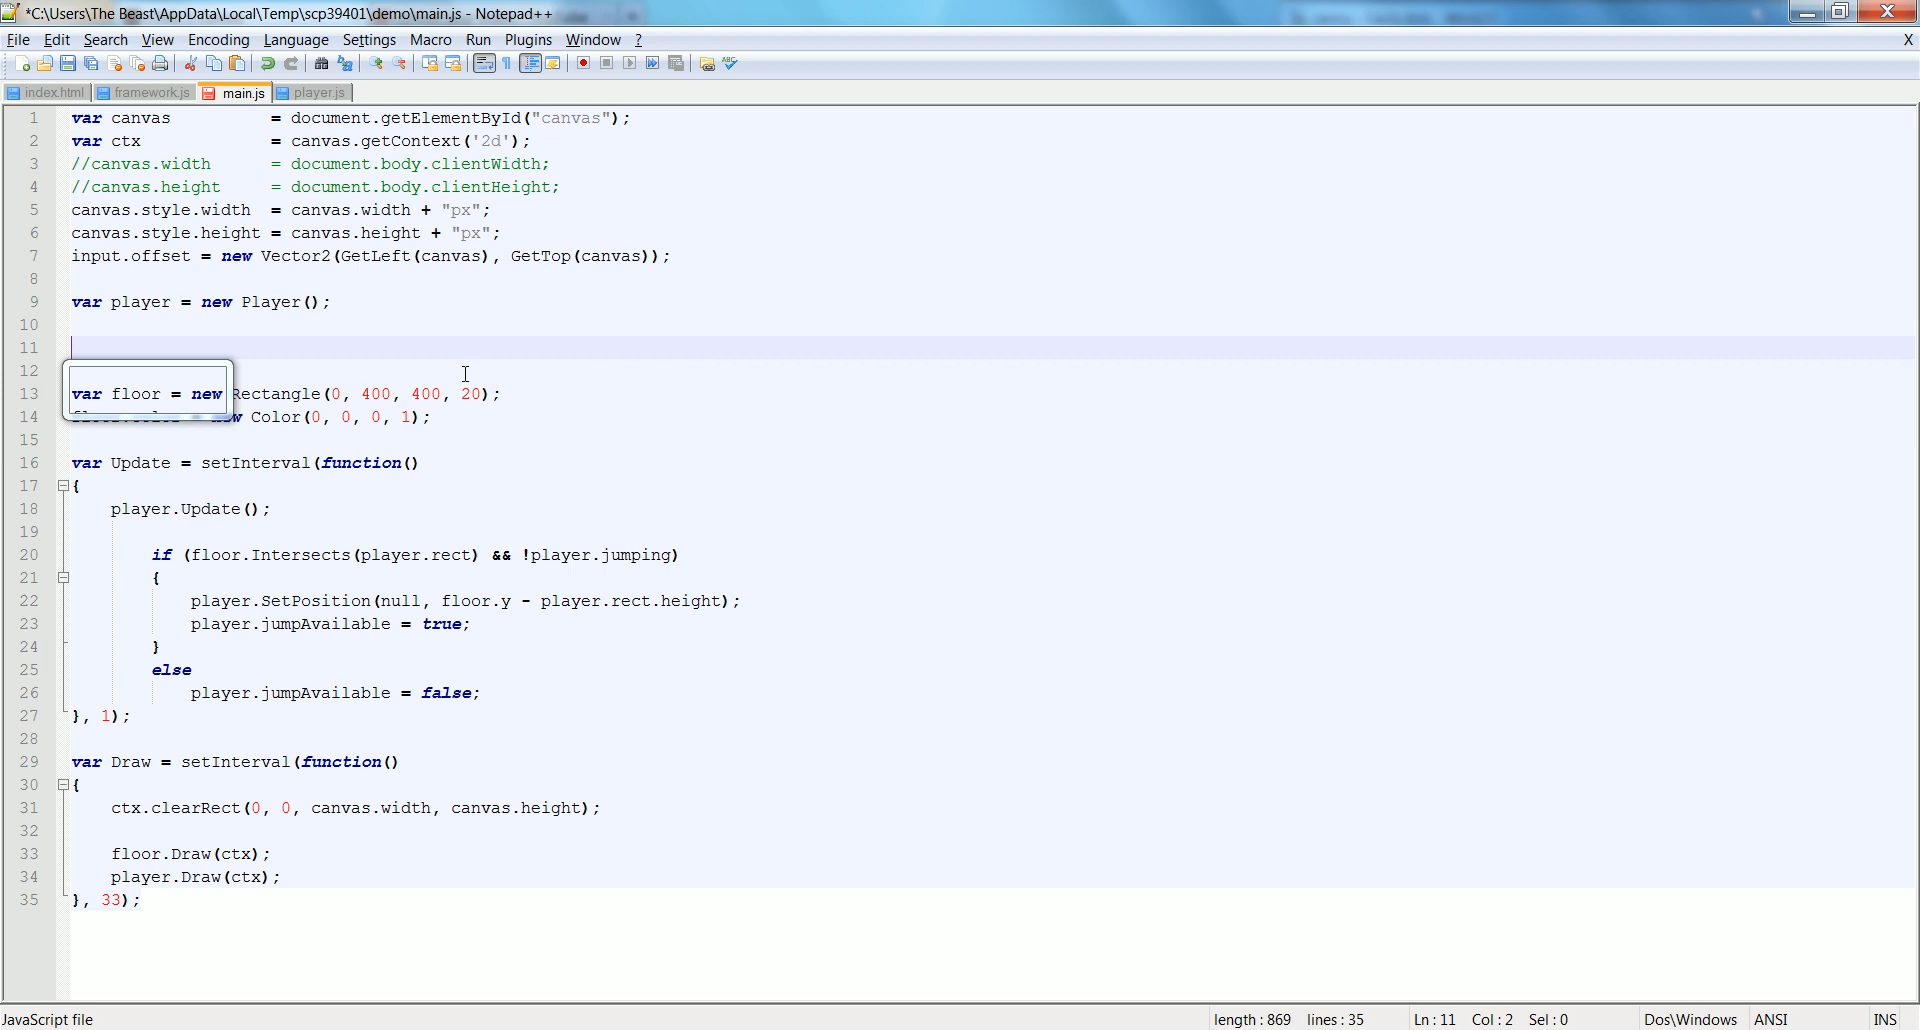 *C:\Users\The Beast\AppData\Local\Temp\scp39401\demo\main.js - Notepad++
File Edit Search View Encoding Language Settings Macro Run Plugins Window ? X
index.html framework.js main.js player.js
1 var canvas = document.getElementById("canvas");
2 var ctx = canvas.getContext('2d');
3 //canvas.width = document.body.clientWidth;
4 //canvas.height = document.body.clientHeight;
5 canvas.style.width = canvas.width + "px";
6 canvas.style.height = canvas.height + "px";
7 input.offset = new Vector2(GetLeft(canvas), GetTop(canvas));
8
9 var player = new Player();
10
11
12
13 var floor = new Rectangle(0, 400, 400, 20);
14 = new Color(0, 0, 0, 1);
15
16 var Update = setInterval(function()
17 {
18 player.Update();
19
20 if (floor.Intersects(player.rect) && !player.jumping)
21 {
22 player.SetPosition(null, floor.y - player.rect.height);
23 player.jumpAvailable = true;
24 }
25 else
26 player.jumpAvailable = false;
27 }, 1);
28
29 var Draw = setInterval(function()
30 {
31 ctx.clearRect(0, 0, canvas.width, canvas.height);
32
33 floor.Draw(ctx);
34 player.Draw(ctx);
35 }, 33);
JavaScript file length : 869 lines : 35 Ln : 11 Col : 2 Sel : 0 Dos\Windows ANSI INS